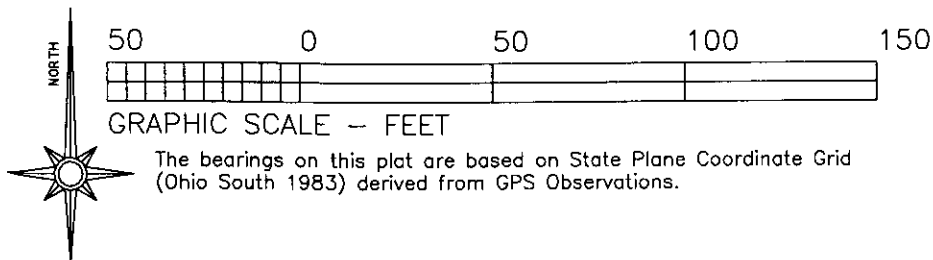 NORTH
50 0 50 100 150
GRAPHIC SCALE – FEET
The bearings on this plat are based on State Plane Coordinate Grid
(Ohio South 1983) derived from GPS Observations.